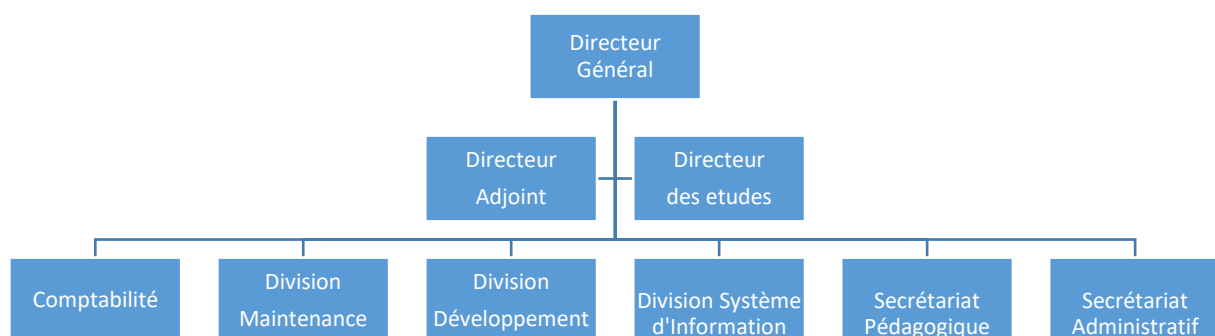 Directeur
Général
Directeur
Adjoint
Directeur
des etudes
Comptabilité
Division
Maintenance
Division
Développement
Division Système
d'Information
Secrétariat
Pédagogique
Secrétariat
Administratif